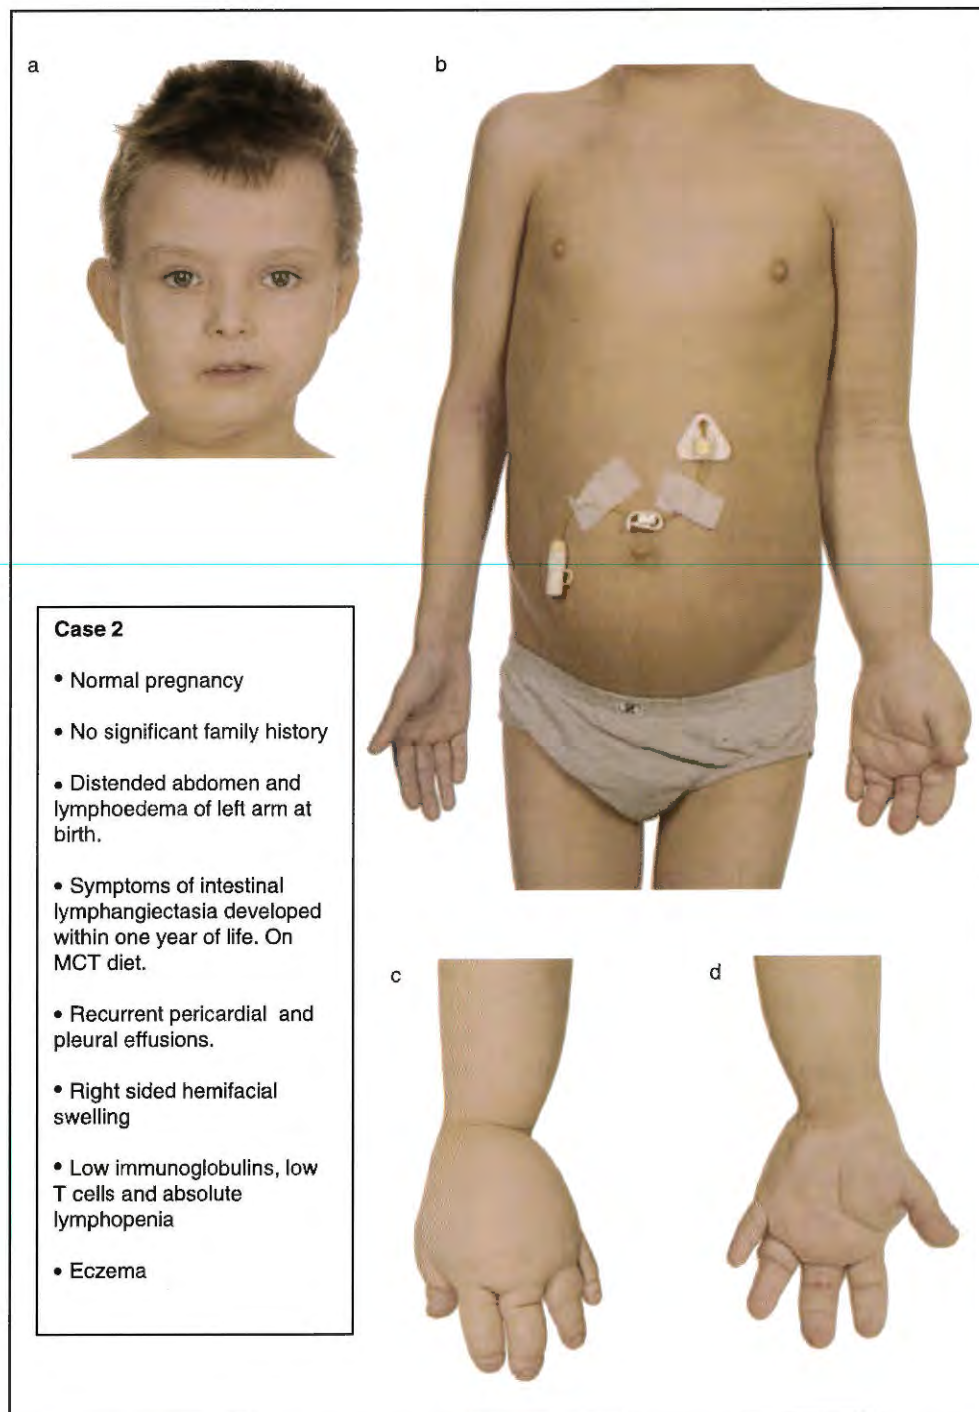 a
b
Case 2
• Normal pregnancy
• No significant family history
• Distended abdomen and
lymphoedema of left arm at
birth.
• Symptoms of intestinal
lymphangiectasia developed
within one year of life. On
MCT diet.
• Recurrent pericardial and
pleural effusions.
• Right sided hemifacial
swelling
• Low immunoglobulins, low
T cells and absolute
lymphopenia
• Eczema
c
d